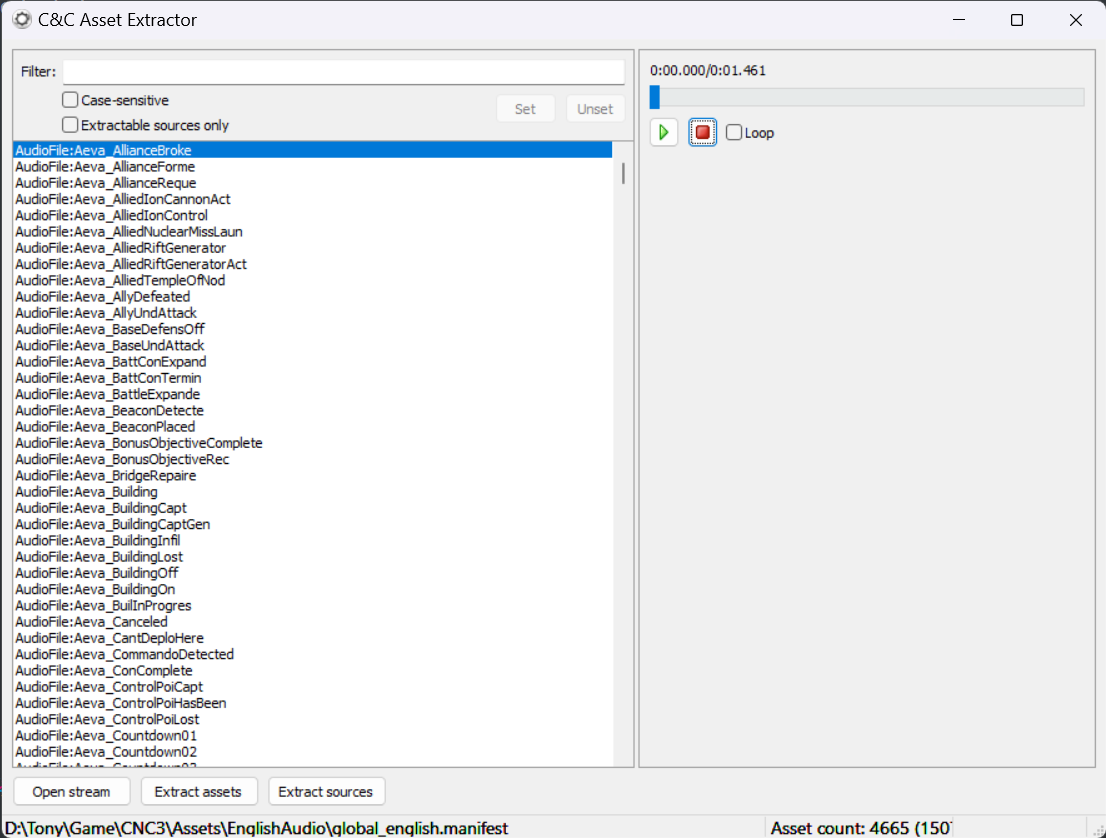 C&C Asset Extractor
Filter:
Case-sensitive
Extractable sources only
Set
Unset
AudioFile:Aeva_AllianceBroke
AudioFile:Aeva_AllianceForme
AudioFile:Aeva_AllianceReque
AudioFile:Aeva_AlliedIonCannonAct
AudioFile:Aeva_AlliedIonControl
AudioFile:Aeva_AlliedNuclearMissLaun
AudioFile:Aeva_AlliedRiftGenerator
AudioFile:Aeva_AlliedRiftGeneratorAct
AudioFile:Aeva_AlliedTempleOfNod
AudioFile:Aeva_AllyDefeated
AudioFile:Aeva_AllyUndAttack
AudioFile:Aeva_BaseDefensOff
AudioFile:Aeva_BaseUndAttack
AudioFile:Aeva_BattConExpand
AudioFile:Aeva_BattConTermin
AudioFile:Aeva_BattleExpande
AudioFile:Aeva_BeaconDetecte
AudioFile:Aeva_BeaconPlaced
AudioFile:Aeva_BonusObjectiveComplete
AudioFile:Aeva_BonusObjectiveRec
AudioFile:Aeva_BridgeRepaire
AudioFile:Aeva_Building
AudioFile:Aeva_BuildingCapt
AudioFile:Aeva_BuildingCaptGen
AudioFile:Aeva_BuildingInfil
AudioFile:Aeva_BuildingLost
AudioFile:Aeva_BuildingOff
AudioFile:Aeva_BuildingOn
AudioFile:Aeva_BuilInProgres
AudioFile:Aeva_Canceled
AudioFile:Aeva_CantDeploHere
AudioFile:Aeva_CommandoDetected
AudioFile:Aeva_ConComplete
AudioFile:Aeva_ControlPoiCapt
AudioFile:Aeva_ControlPoiHasBeen
AudioFile:Aeva_ControlPoiLost
AudioFile:Aeva_Countdown01
AudioFile:Aeva_Countdown02
0:00.000/0:01.461
Loop
Open stream
Extract assets
Extract sources
D:\Tony\Game\CNC3\Assets\EnglishAudio\global_english.manifest
Asset count: 4665 (150